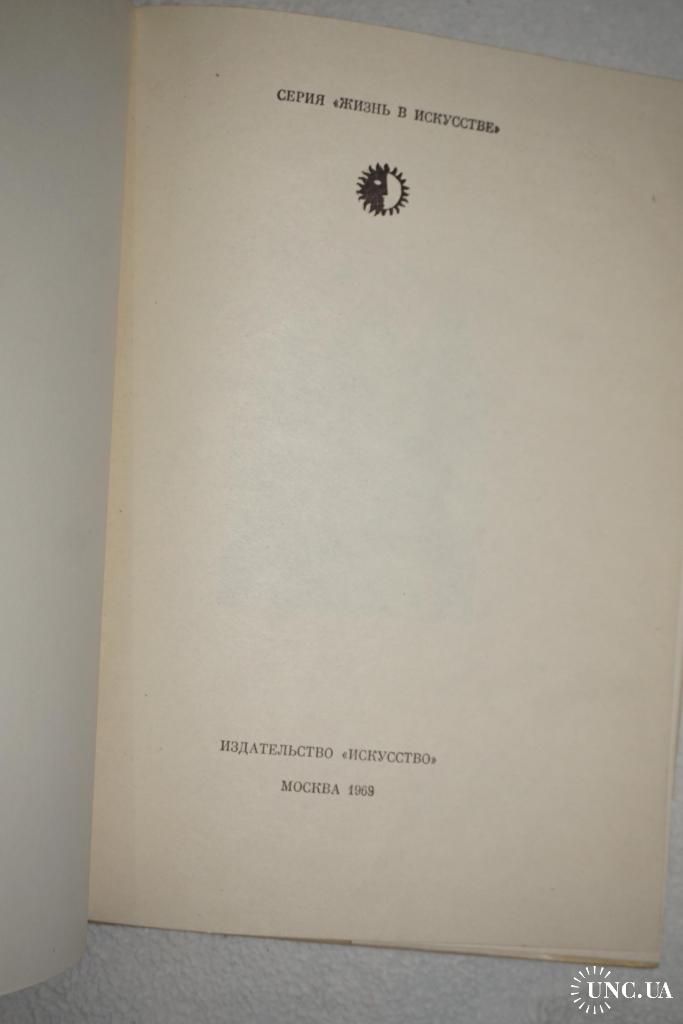 СЕРИЯ «ЖИЗНЬ В ИСКУССТВЕ»
ИЗДАТЕЛЬСТВО «ИСКУССТВО»
МОСКВА 1969
UNC.UA